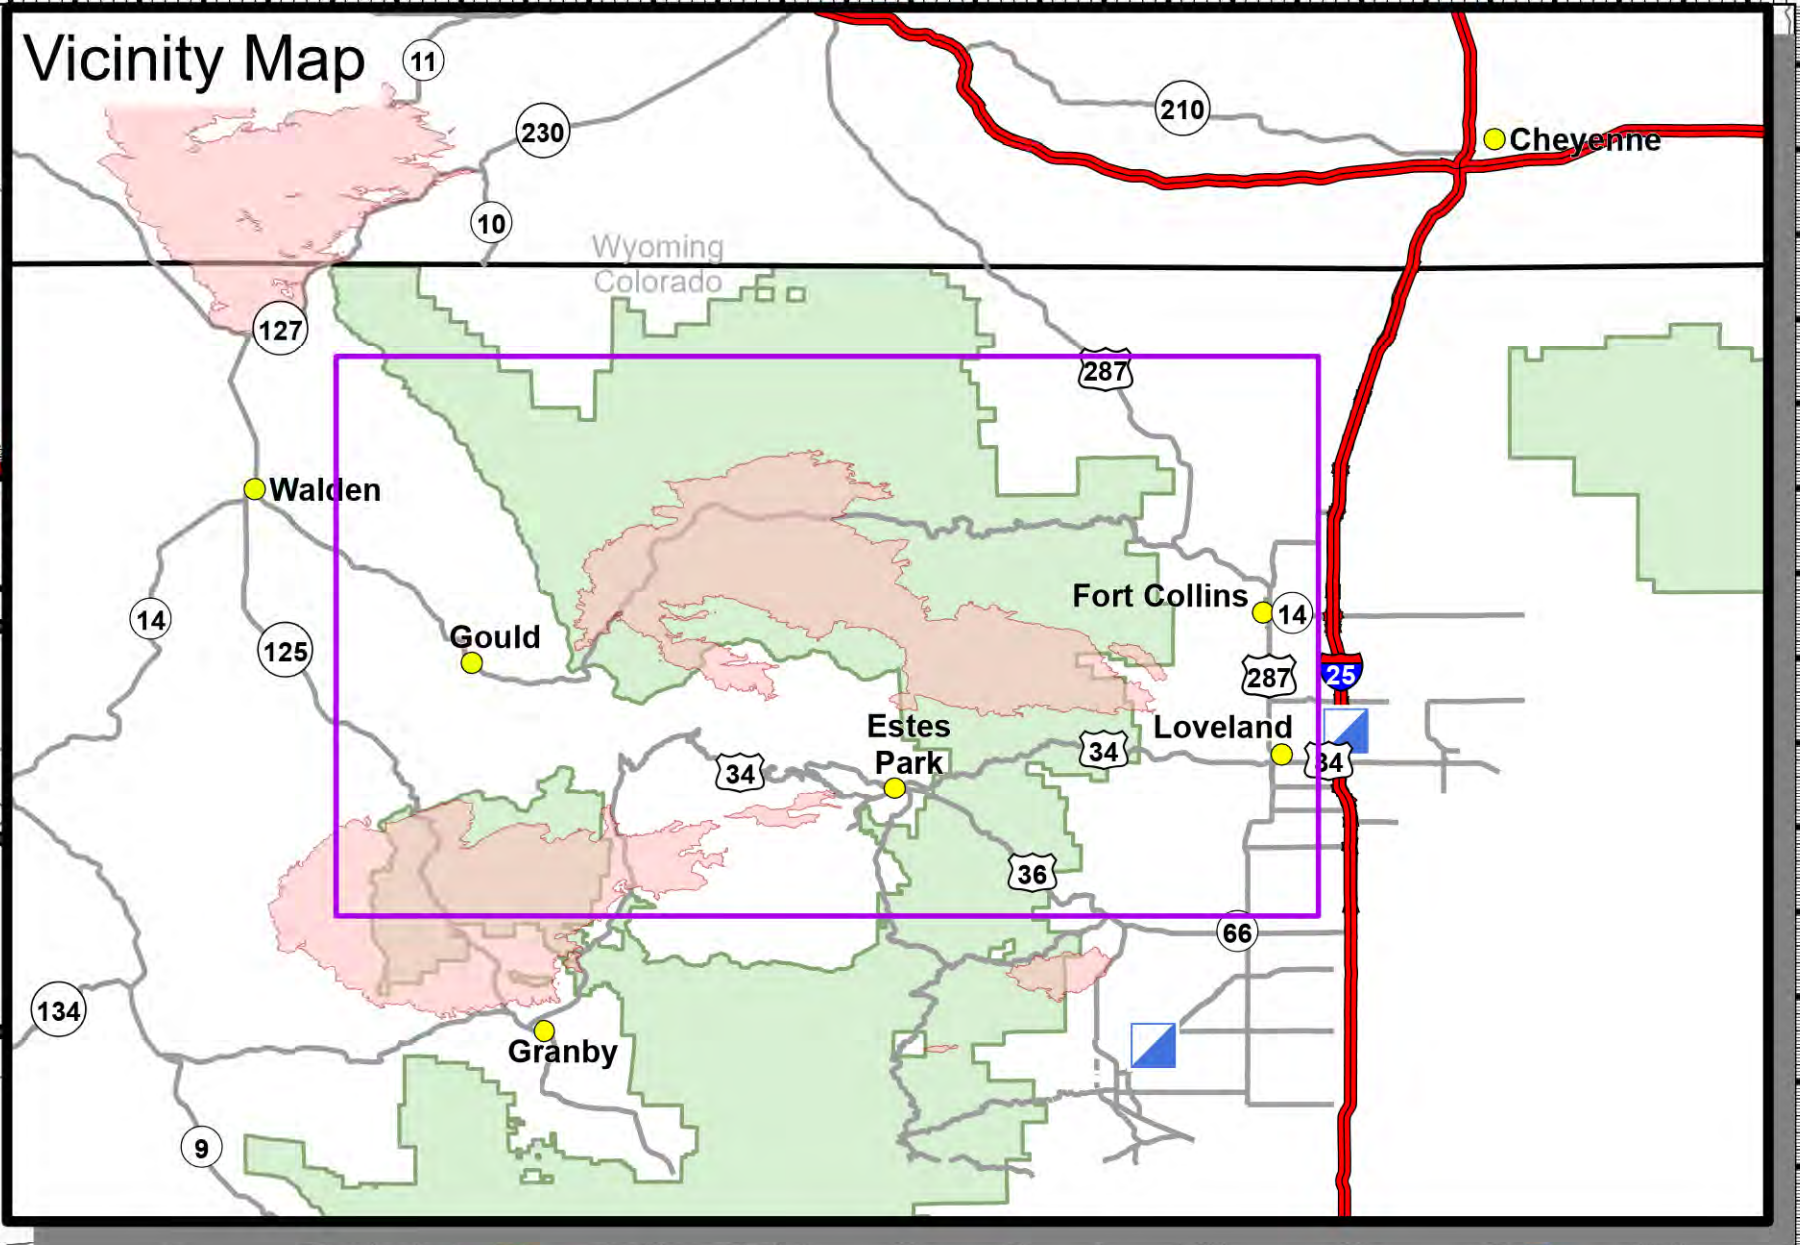 Vicinity Map
11
230
210
Cheyenne
10
Wyoming
Colorado
127
287
Walden
Fort Collins
14
14
Gould
125
287
25
Estes
Park
Loveland
34
34
34
36
66
134
Granby
9